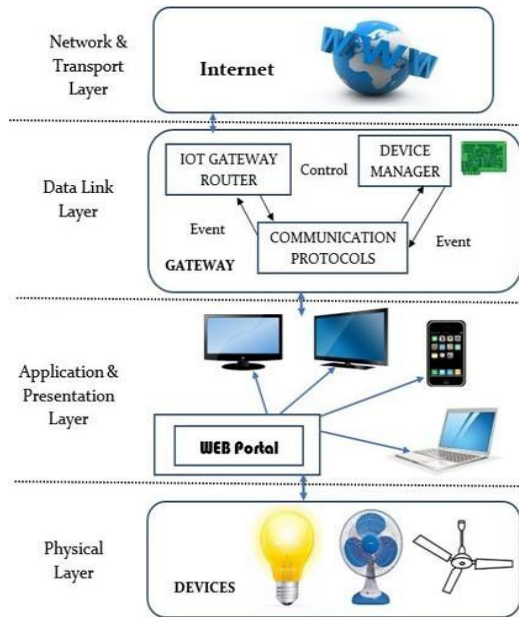 Network &
Transport
Layer
Internet
WWW
Data Link
Layer
IOT GATEWAY
ROUTER
Control
DEVICE
MANAGER
Event
COMMUNICATION
PROTOCOLS
Event
GATEWAY
Application &
Presentation
Layer
WEB Portal
Physical
Layer
DEVICES